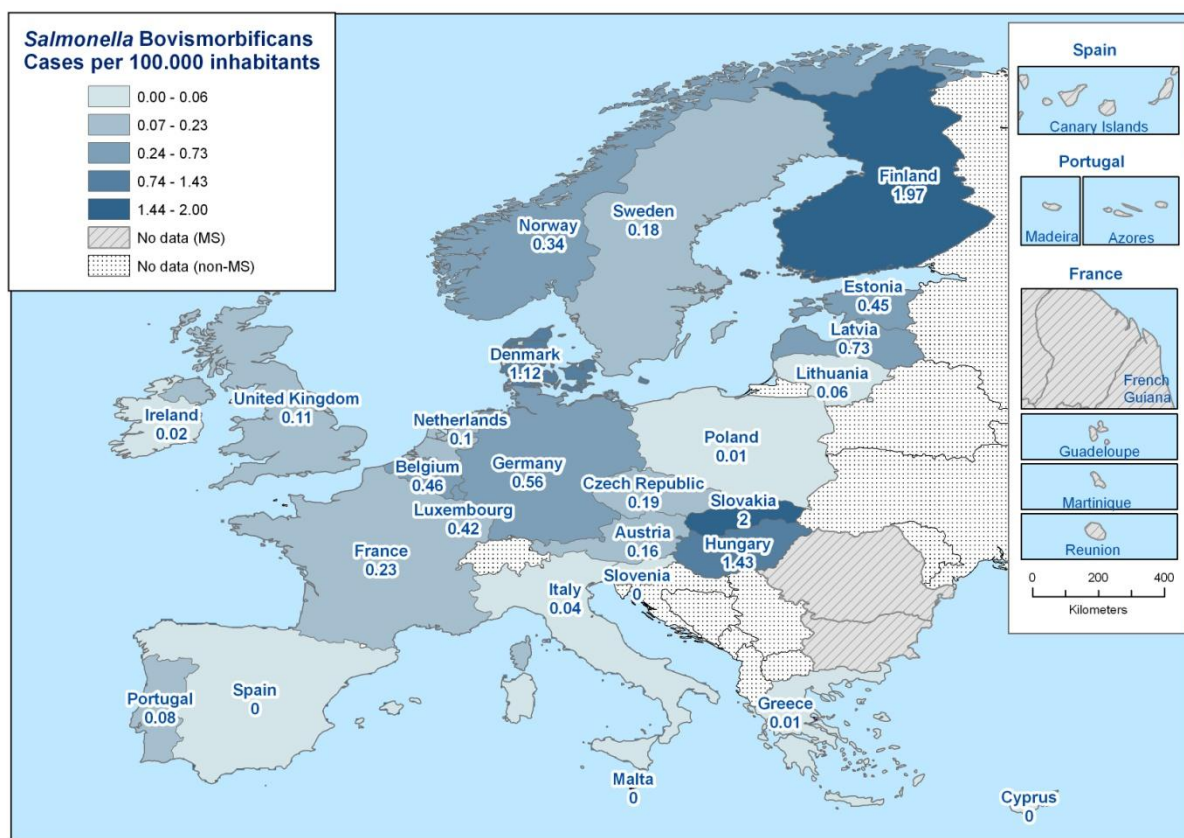 Salmonella Bovismorbificans
Cases per 100.000 inhabitants
0.00 - 0.06
0.07 - 0.23
0.24 - 0.73
0.74 - 1.43
1.44 - 2.00
No data (MS)
No data (non-MS)
Finland
1.97
Sweden
0.18
Norway
0.34
Estonia
0.45
Latvia
0.73
Lithuania
0.06
Denmark
1.12
United Kingdom
0.11
Ireland
0.02
Netherlands
0.1
Poland
0.01
Belgium
0.46
Germany
0.56
Czech Republic
0.19
Luxembourg
0.42
Slovakia
2
Austria
0.16
Hungary
1.43
France
0.23
Slovenia
0
Italy
0.04
Spain
0
Portugal
0.08
Greece
0.01
Malta
0
Cyprus
0
Spain
Canary Islands
Portugal
Madeira
Azores
France
French
Guiana
Guadeloupe
Martinique
Reunion
0 200 400
Kilometers